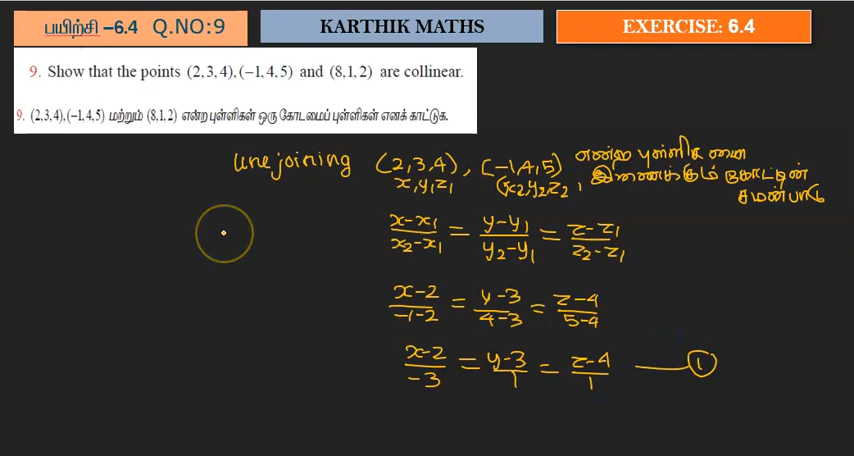 பயிற்சி –6.4 Q.NO:9
KARTHIK MATHS
EXERCISE: 6.4
9. Show that the points (2,3,4),(−1,4,5) and (8,1,2) are collinear.
9. (2,3,4),(−1,4,5) மற்றும் (8,1,2) என்ற புள்ளிகள் ஒரு கோடமைப் புள்ளிகள் எனக் காட்டுக.
line joining (2,3,4), (-1,4,5) என்ற புள்ளிகளை
x₁y₁z₁ (x₂,y₂,z₂, இணைக்கும் கோட்டின்
சமன்பாடு
x-x₁/x₂-x₁ = y-y₁/y₂-y₁ = z-z₁/z₂-z₁
x-2/-1-2 = y-3/4-3 = z-4/5-4
x-2/-3 = y-3/1 = z-4/1 —— ①